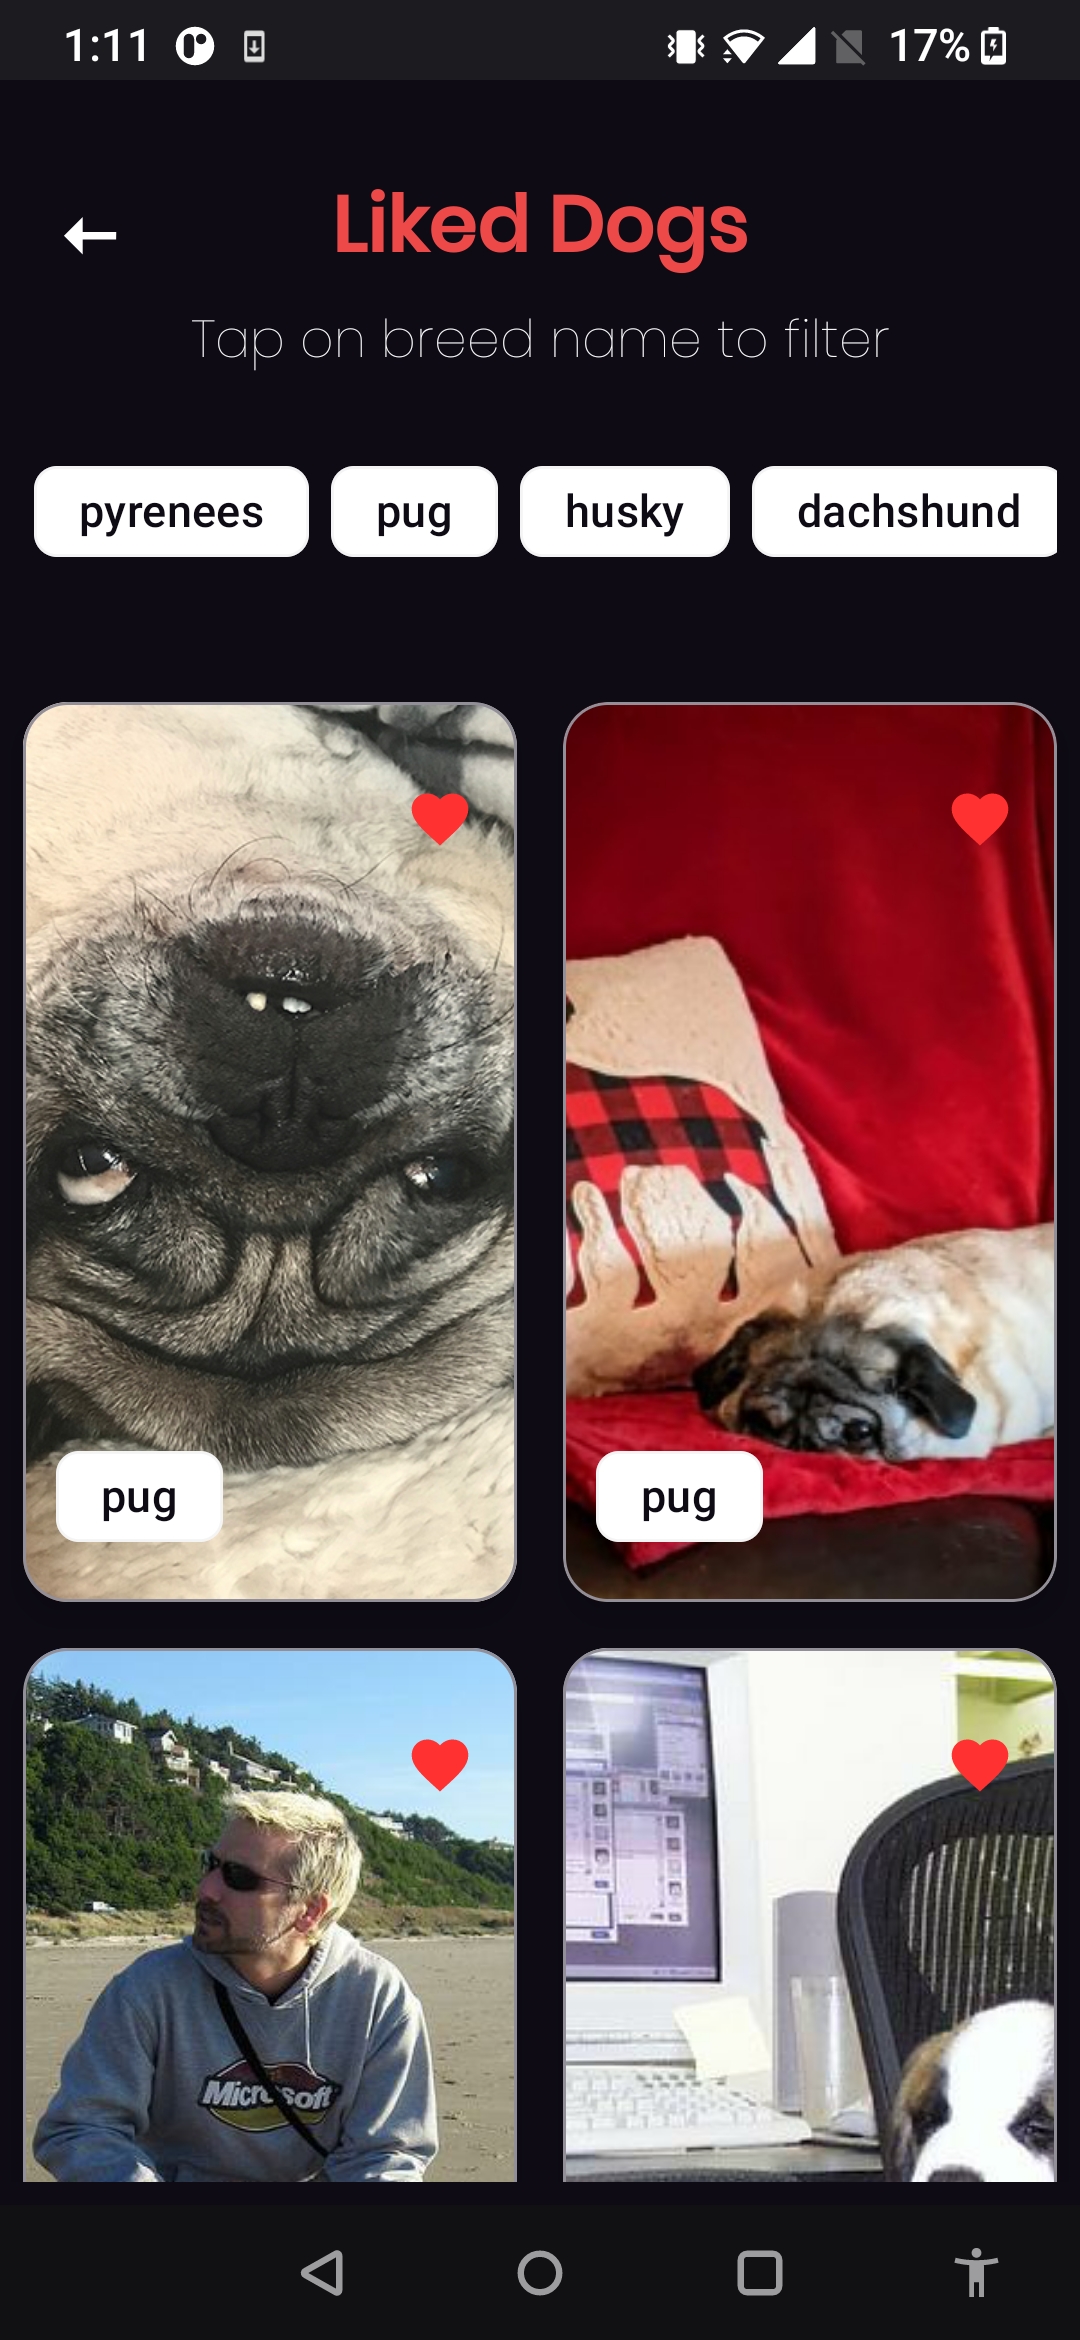 1:11 17%
Liked Dogs
Tap on breed name to filter
pyrenees pug husky dachshund
pug pug
Microsoft